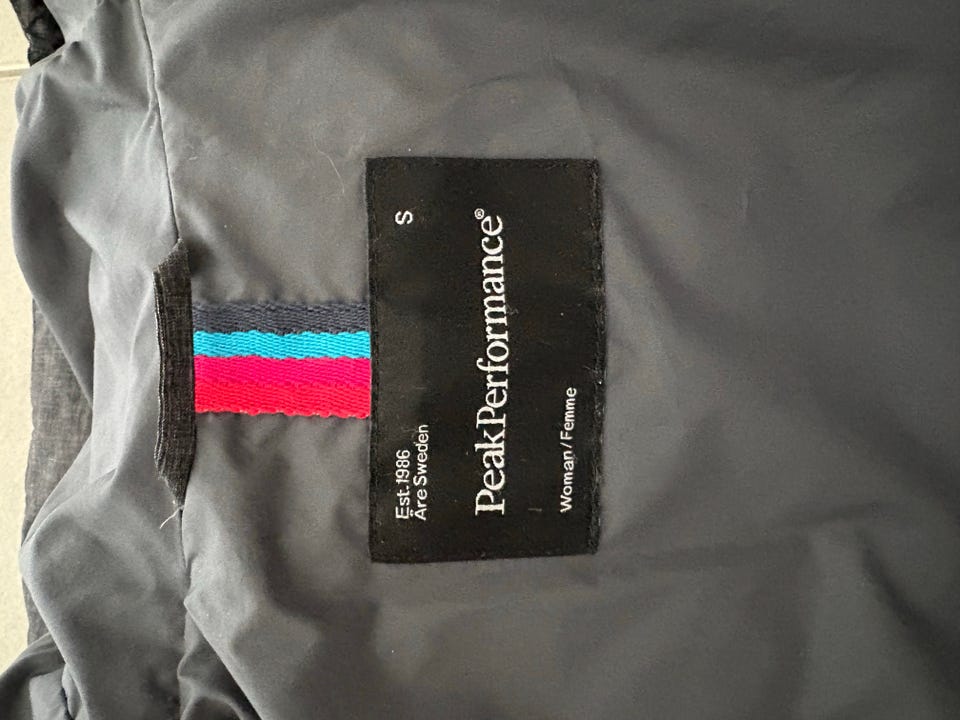 Est.1986
Åre Sweden
S
PeakPerformance®
Woman/Femme